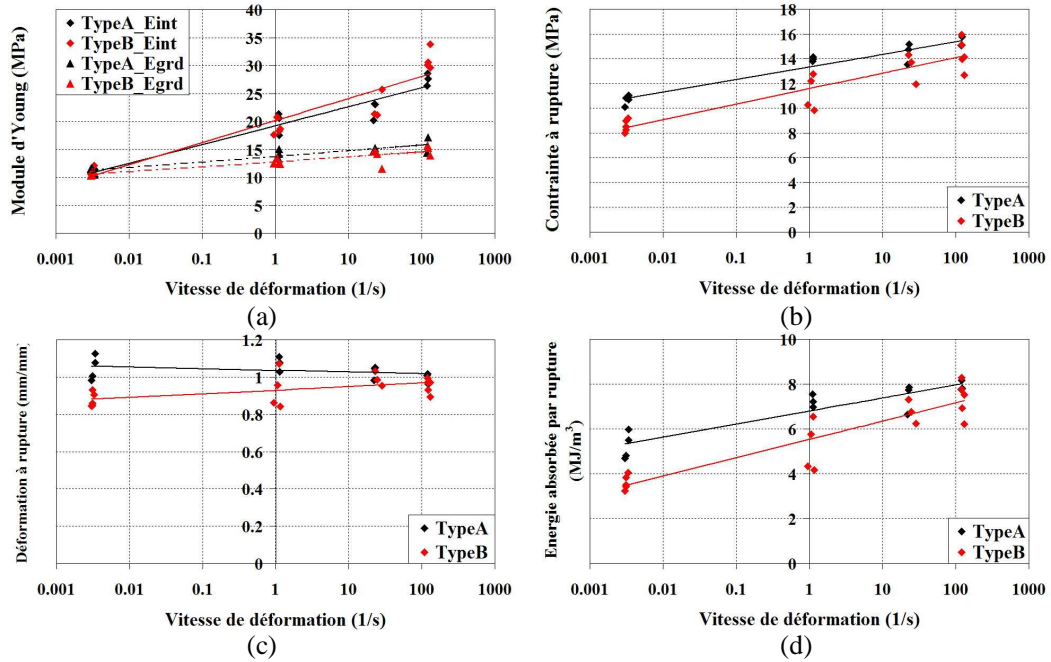 TypeA_Eint
TypeB_Eint
TypeA_Egrd
TypeB_Egrd
Module d'Young (MPa)
40
35
30
25
20
15
10
5
0
0.001 0.01 0.1 1 10 100 1000
Vitesse de déformation (1/s)
(a)
Contrainte à rupture (MPa)
18
16
14
12
10
8
6
4
2
0
TypeA
TypeB
0.001 0.01 0.1 1 10 100 1000
Vitesse de déformation (1/s)
(b)
Déformation à rupture (mm/mm)
1.2
1
0.8
0.6
0.4
0.2
0
TypeA
TypeB
0.001 0.01 0.1 1 10 100 1000
Vitesse de déformation (1/s)
(c)
Energie absorbée par rupture
(MJ/m³)
10
8
6
4
2
0
TypeA
TypeB
0.001 0.01 0.1 1 10 100 1000
Vitesse de déformation (1/s)
(d)